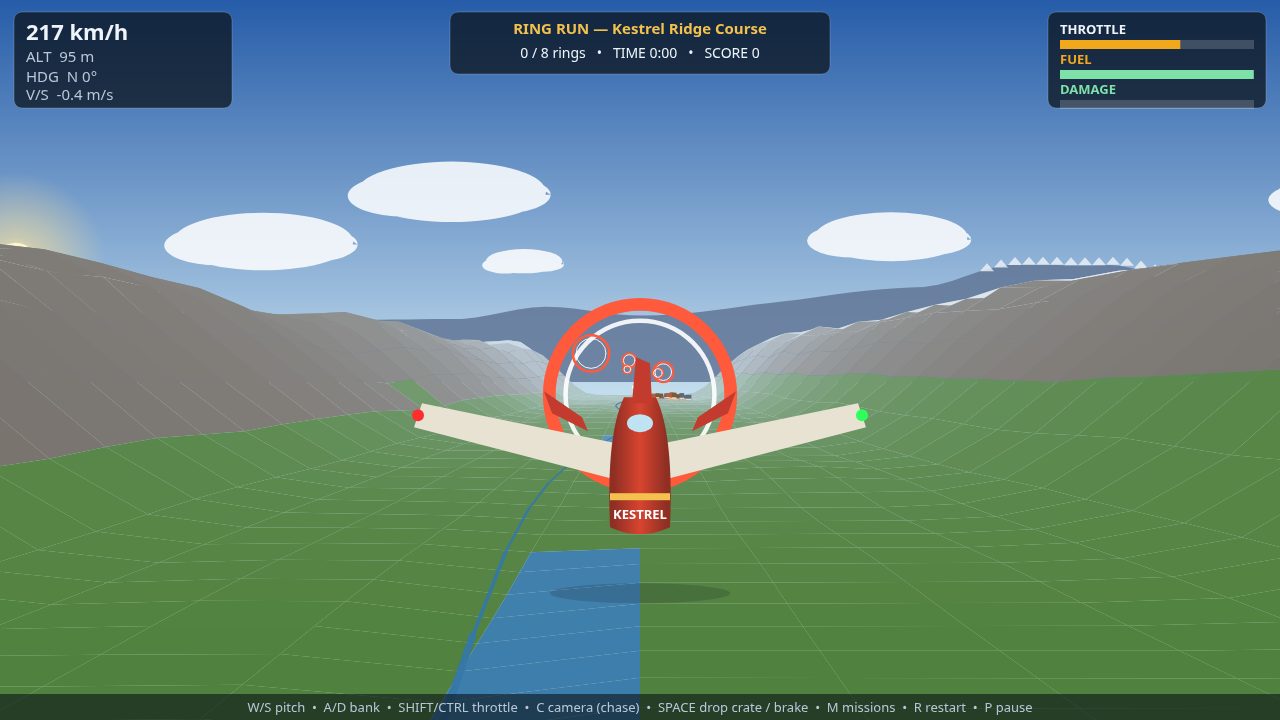 217 km/h
ALT 95 m
HDG N 0°
V/S -0.4 m/s
RING RUN — Kestrel Ridge Course
0 / 8 rings • TIME 0:00 • SCORE 0
THROTTLE
FUEL
DAMAGE
KESTREL
W/S pitch • A/D bank • SHIFT/CTRL throttle • C camera (chase) • SPACE drop crate / brake • M missions • R restart • P pause